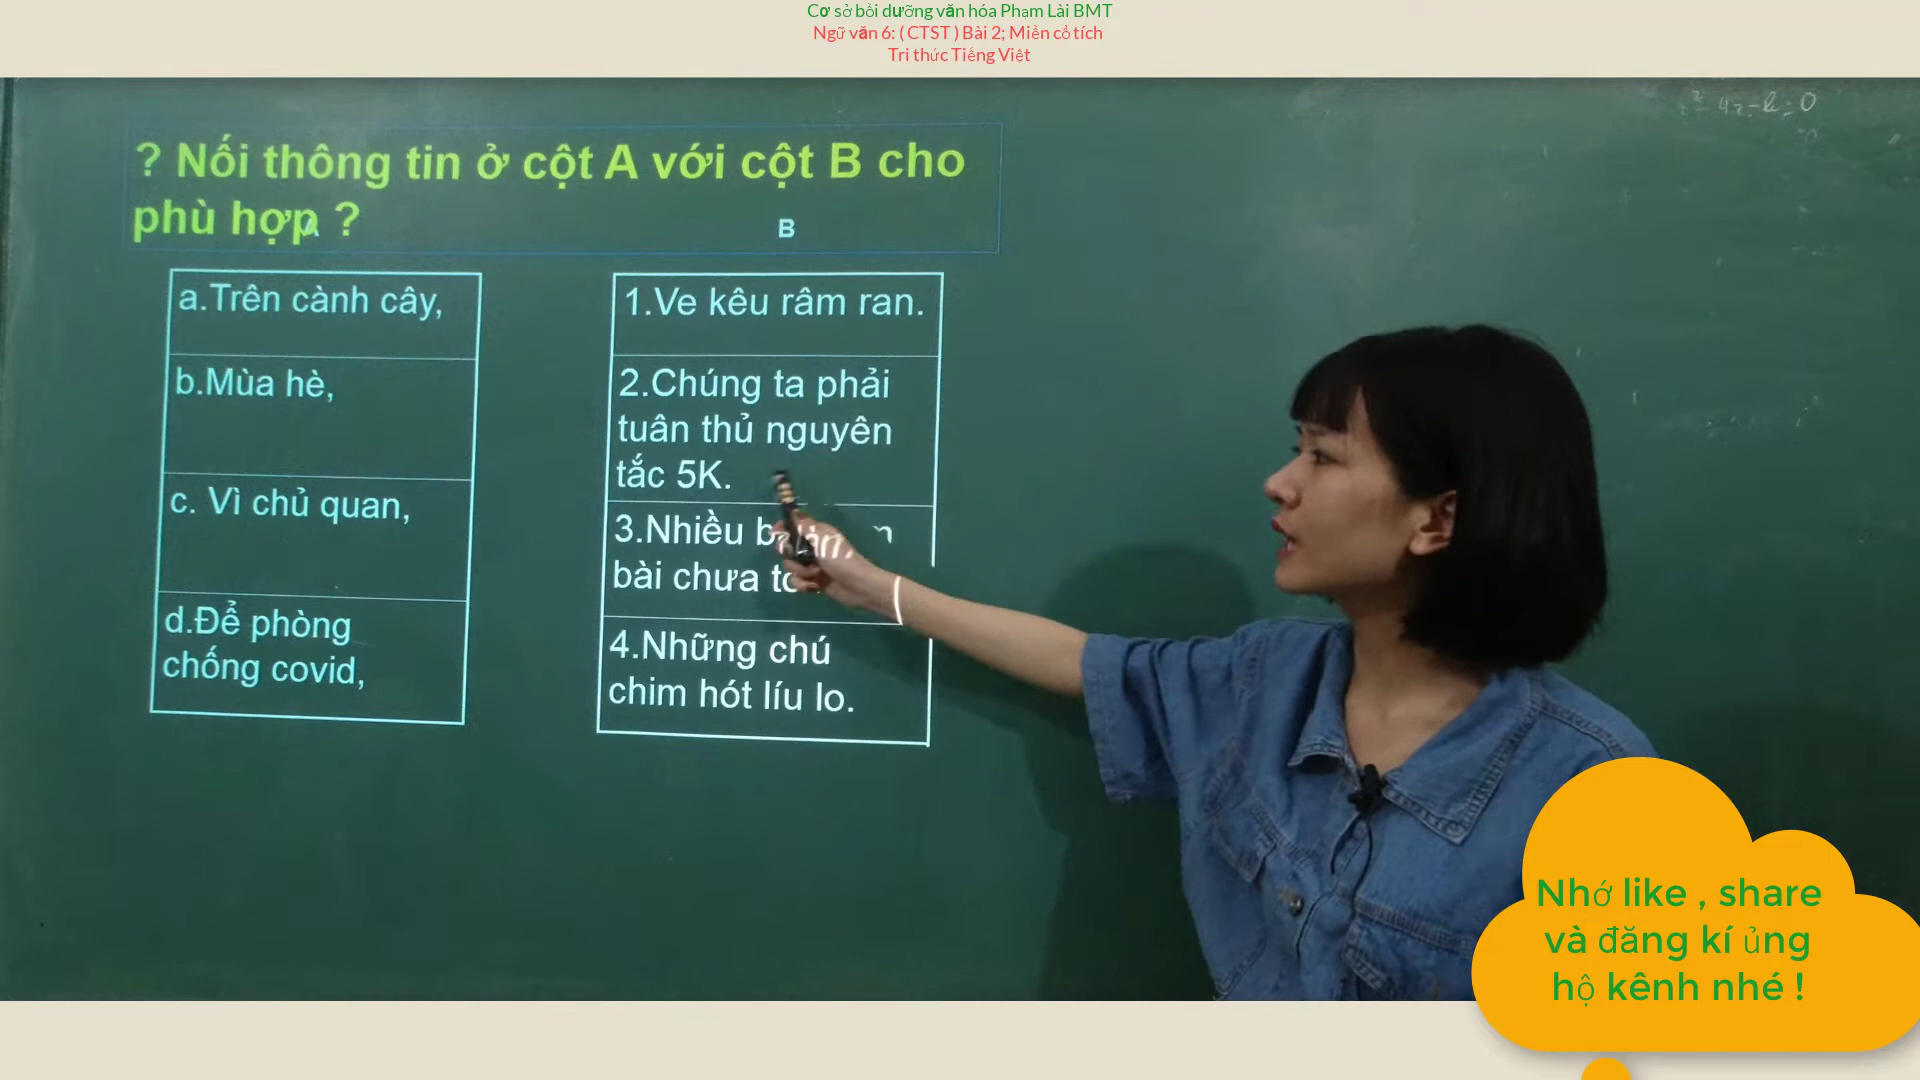 Cơ sở bồi dưỡng văn hóa Phạm Lài BMT
Ngữ văn 6: ( CTST ) Bài 2; Miền cổ tích
Tri thức Tiếng Việt
? Nối thông tin ở cột A với cột B cho
phù hợp ?
A
B
a.Trên cành cây,
b.Mùa hè,
c. Vì chủ quan,
d.Để phòng
chống covid,
1.Ve kêu râm ran.
2.Chúng ta phải
tuân thủ nguyên
tắc 5K.
3.Nhiều
bài chưa
4.Những chú
chim hót líu lo.
Nhớ like , share
và đăng kí ủng
hộ kênh nhé !